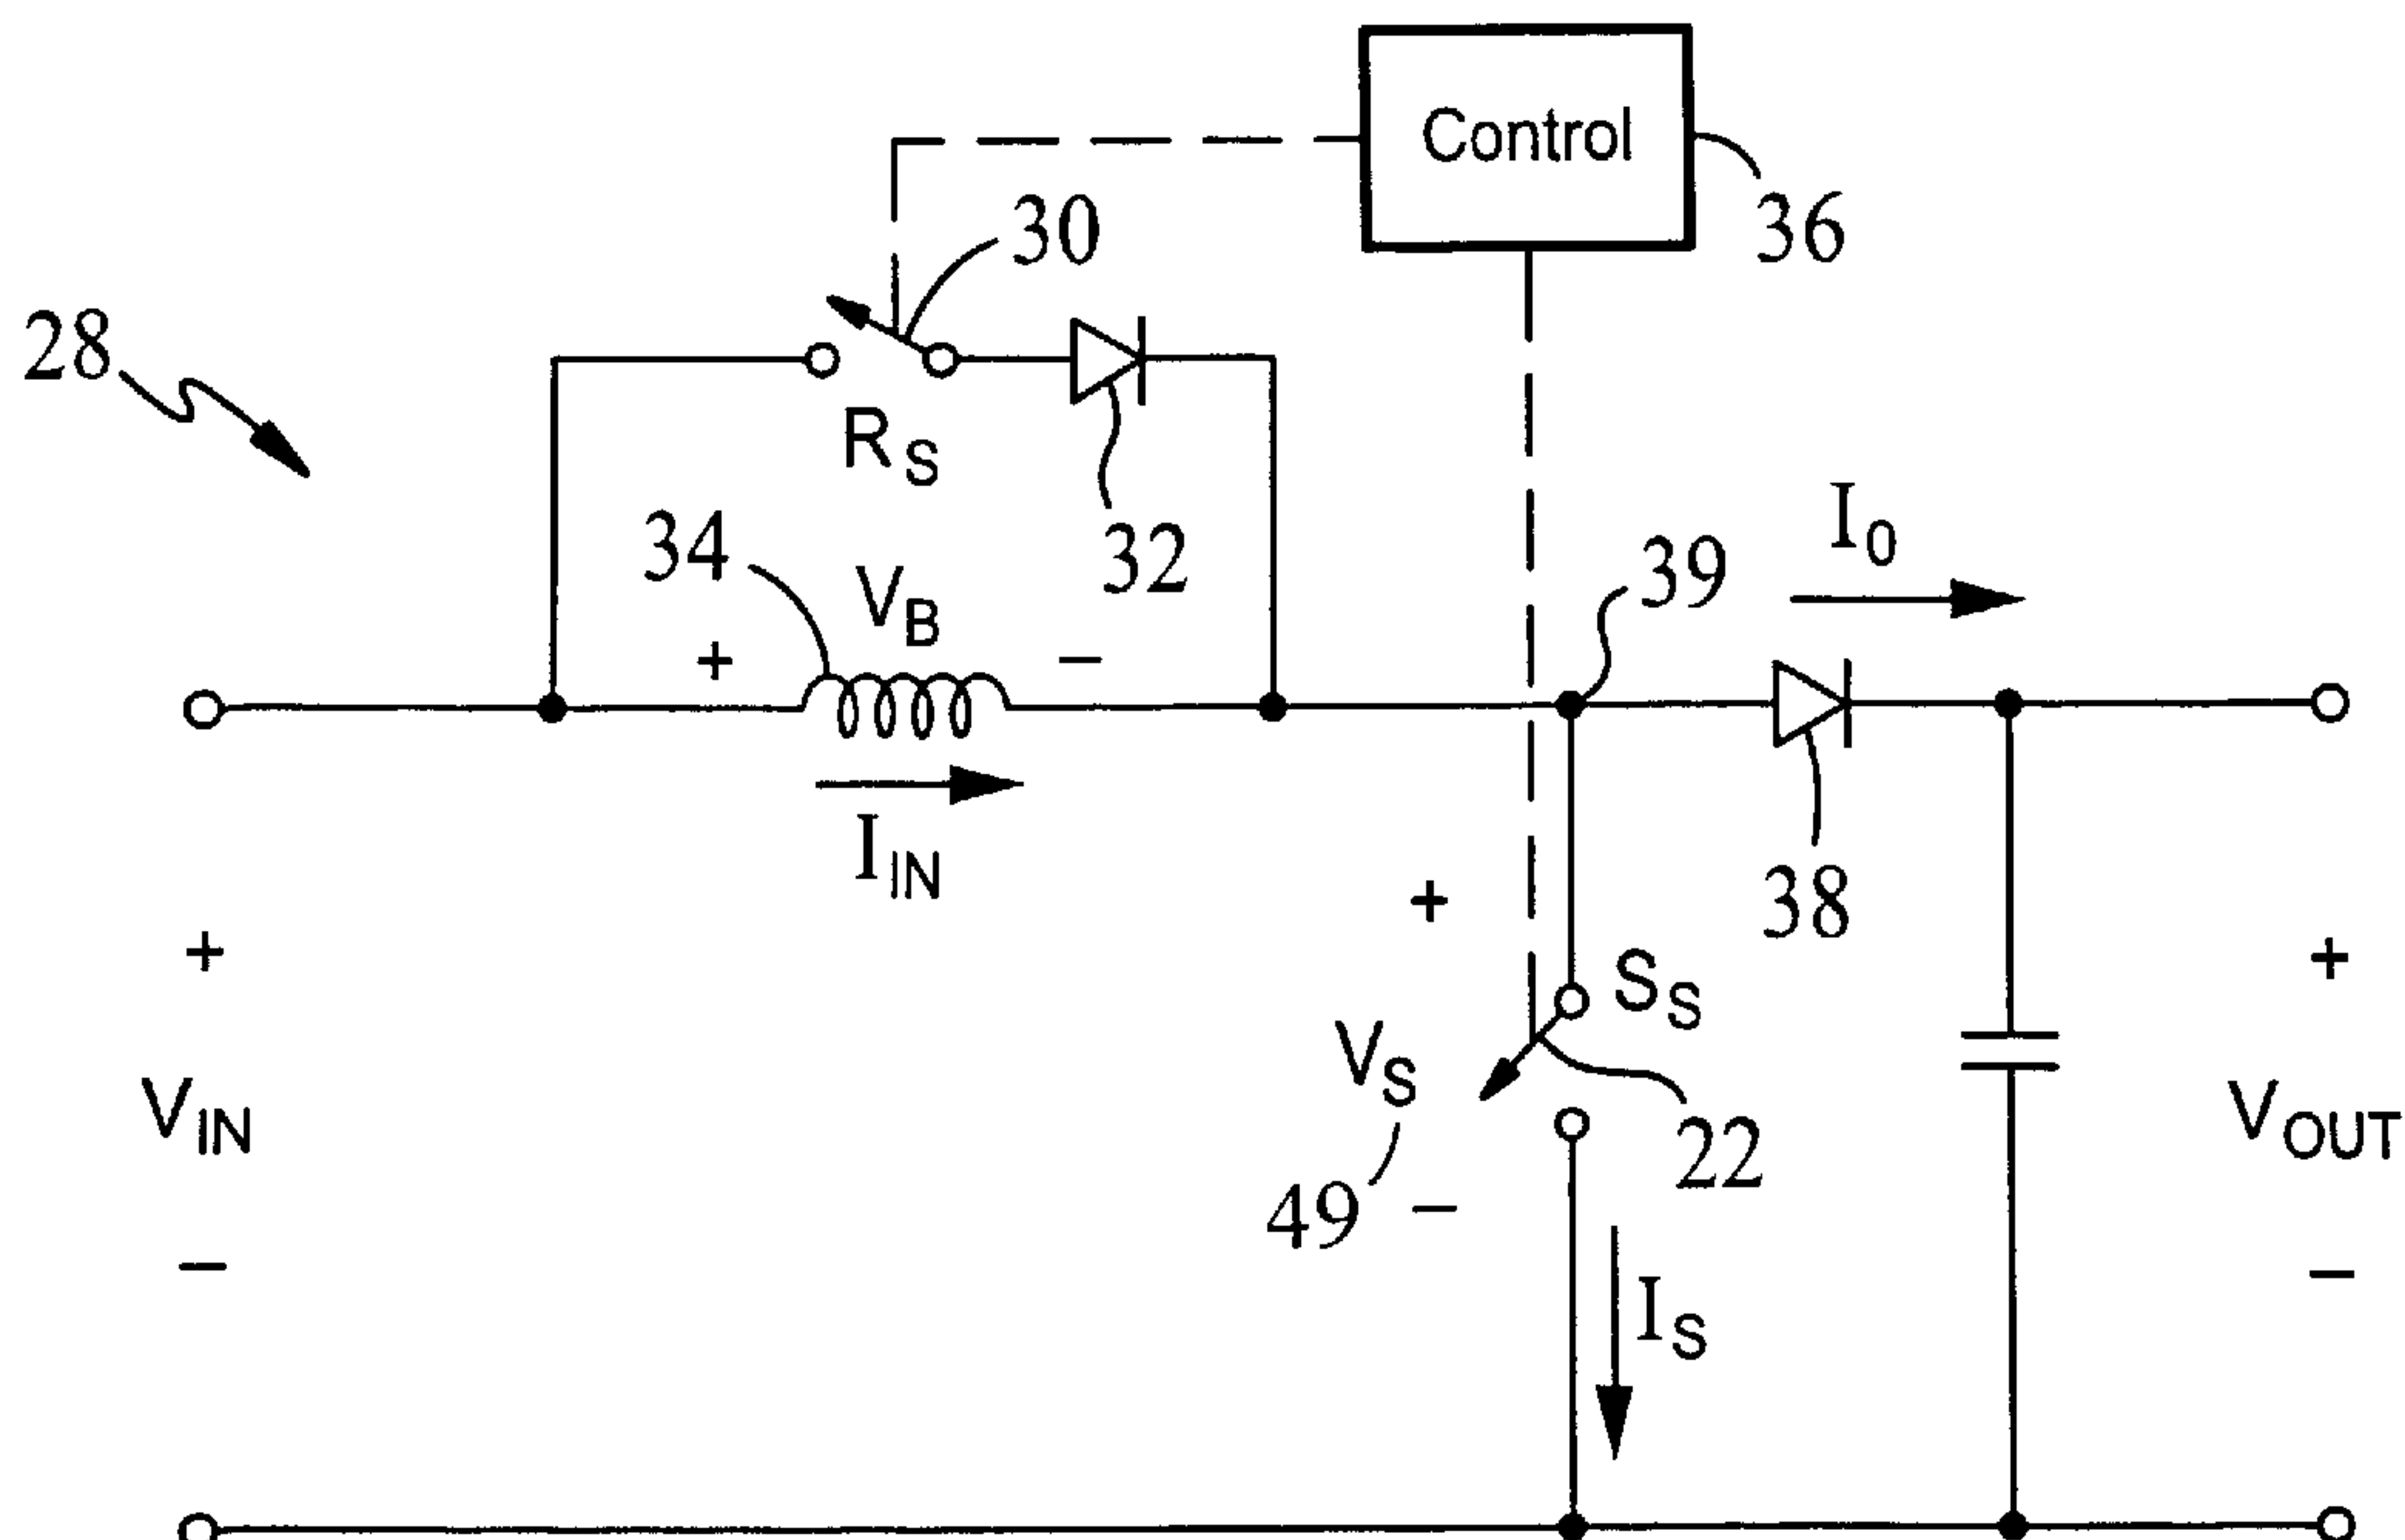 Control
36
30
28
R_S
32
34
V_B
+
−
39
I_0
I_IN
38
+
V_IN
−
+
V_S
49
−
S_S
22
I_S
+
V_OUT
−